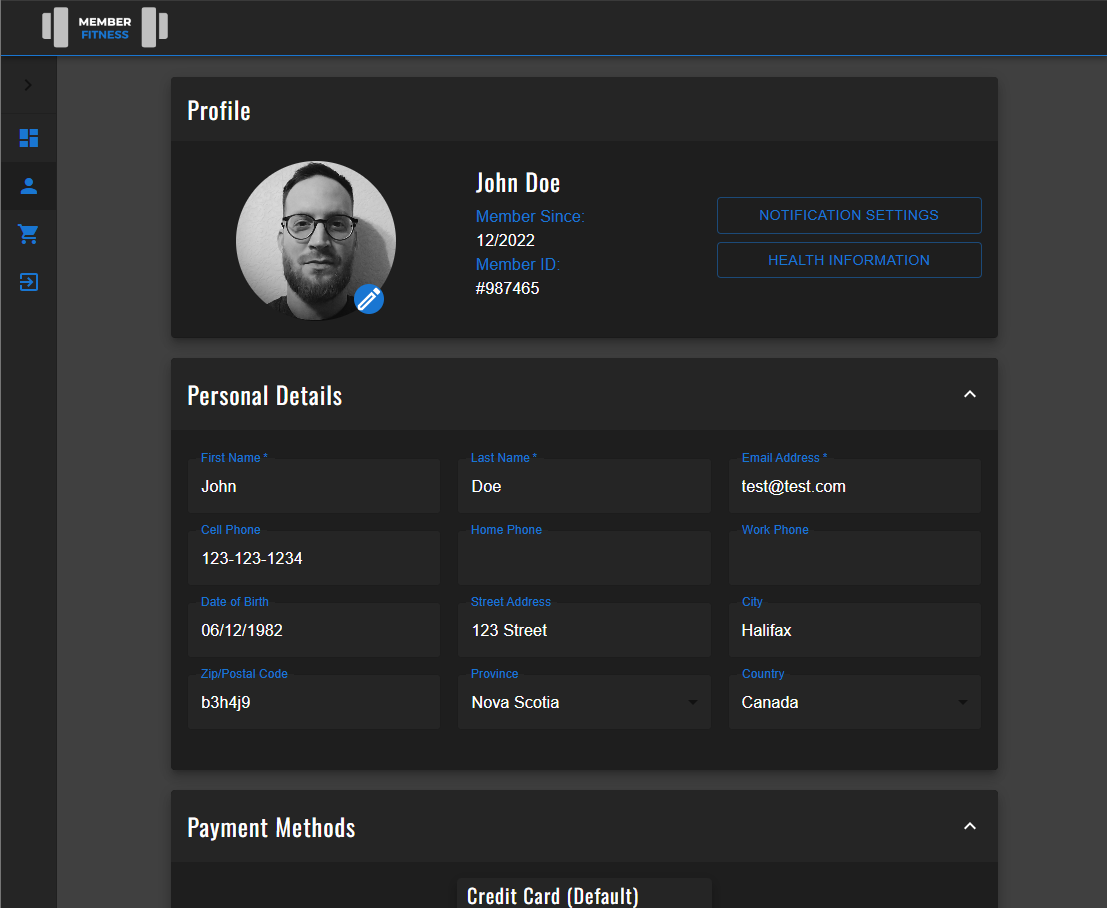 MEMBER
FITNESS
Profile
John Doe
Member Since:
12/2022
Member ID:
#987465
NOTIFICATION SETTINGS
HEALTH INFORMATION
Personal Details
First Name *
Last Name *
Email Address *
John
Doe
test@test.com
Cell Phone
Home Phone
Work Phone
123-123-1234
Date of Birth
Street Address
City
06/12/1982
123 Street
Halifax
Zip/Postal Code
Province
Country
b3h4j9
Nova Scotia
Canada
Payment Methods
Credit Card (Default)